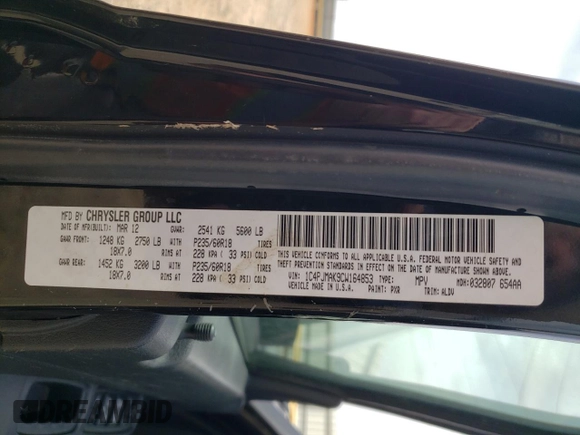 MFD BY CHRYSLER GROUP LLC
DATE OF MFR(BUILT): MAR 12 GVWR: 2541 KG 5600 LB
GAWR FRONT: 1248 KG 2750 LB WITH P235/60R18 TIRES
18X7.0 RIMS AT 228 KPA ( 33 PSI) COLD
GAWR REAR: 1452 KG 3200 LB WITH P235/60R18 TIRES
18X7.0 RIMS AT 228 KPA ( 33 PSI) COLD
THIS VEHICLE CONFORMS TO ALL APPLICABLE U.S.A. FEDERAL MOTOR VEHICLE SAFETY AND
THEFT PREVENTION STANDARDS IN EFFECT ON THE DATE OF MANUFACTURE SHOWN ABOVE.
VIN: 1C4PJMAK9CW164853 TYPE: MPV MDH: 032807 654AA
VEHICLE MADE IN U.S.A. PAINT: PXR TRIM: ALDV
DREAMBID